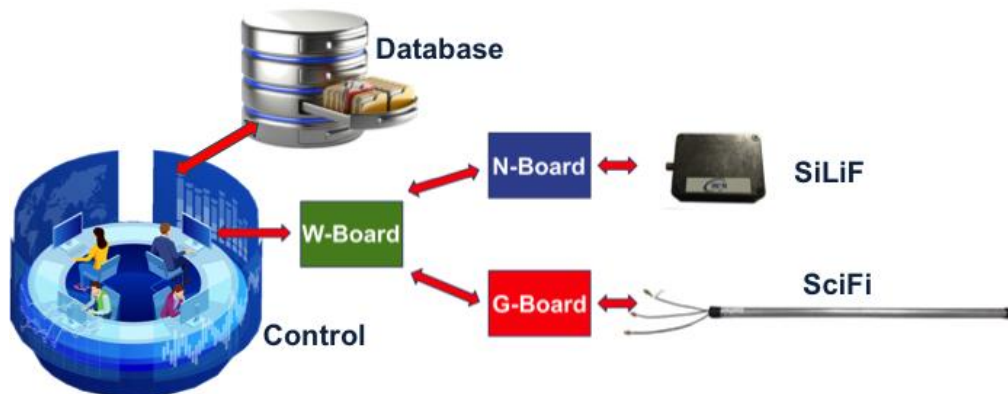 Database
N-Board
SiLiF
W-Board
G-Board
SciFi
Control